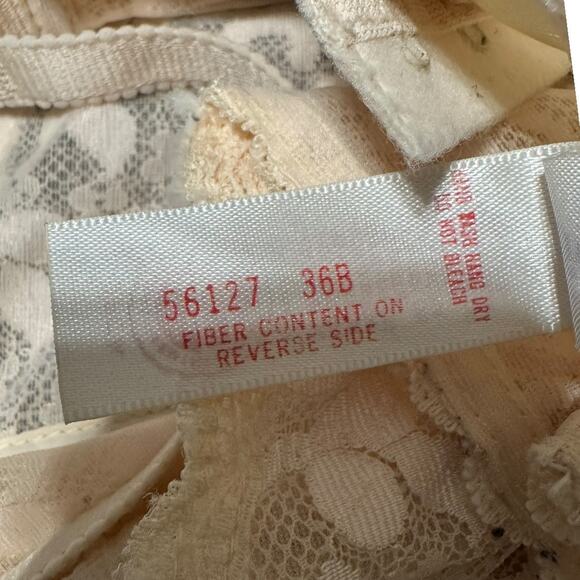 56127 36B
FIBER CONTENT ON
REVERSE SIDE
HAND WASH HANG DRY
DO NOT BLEACH